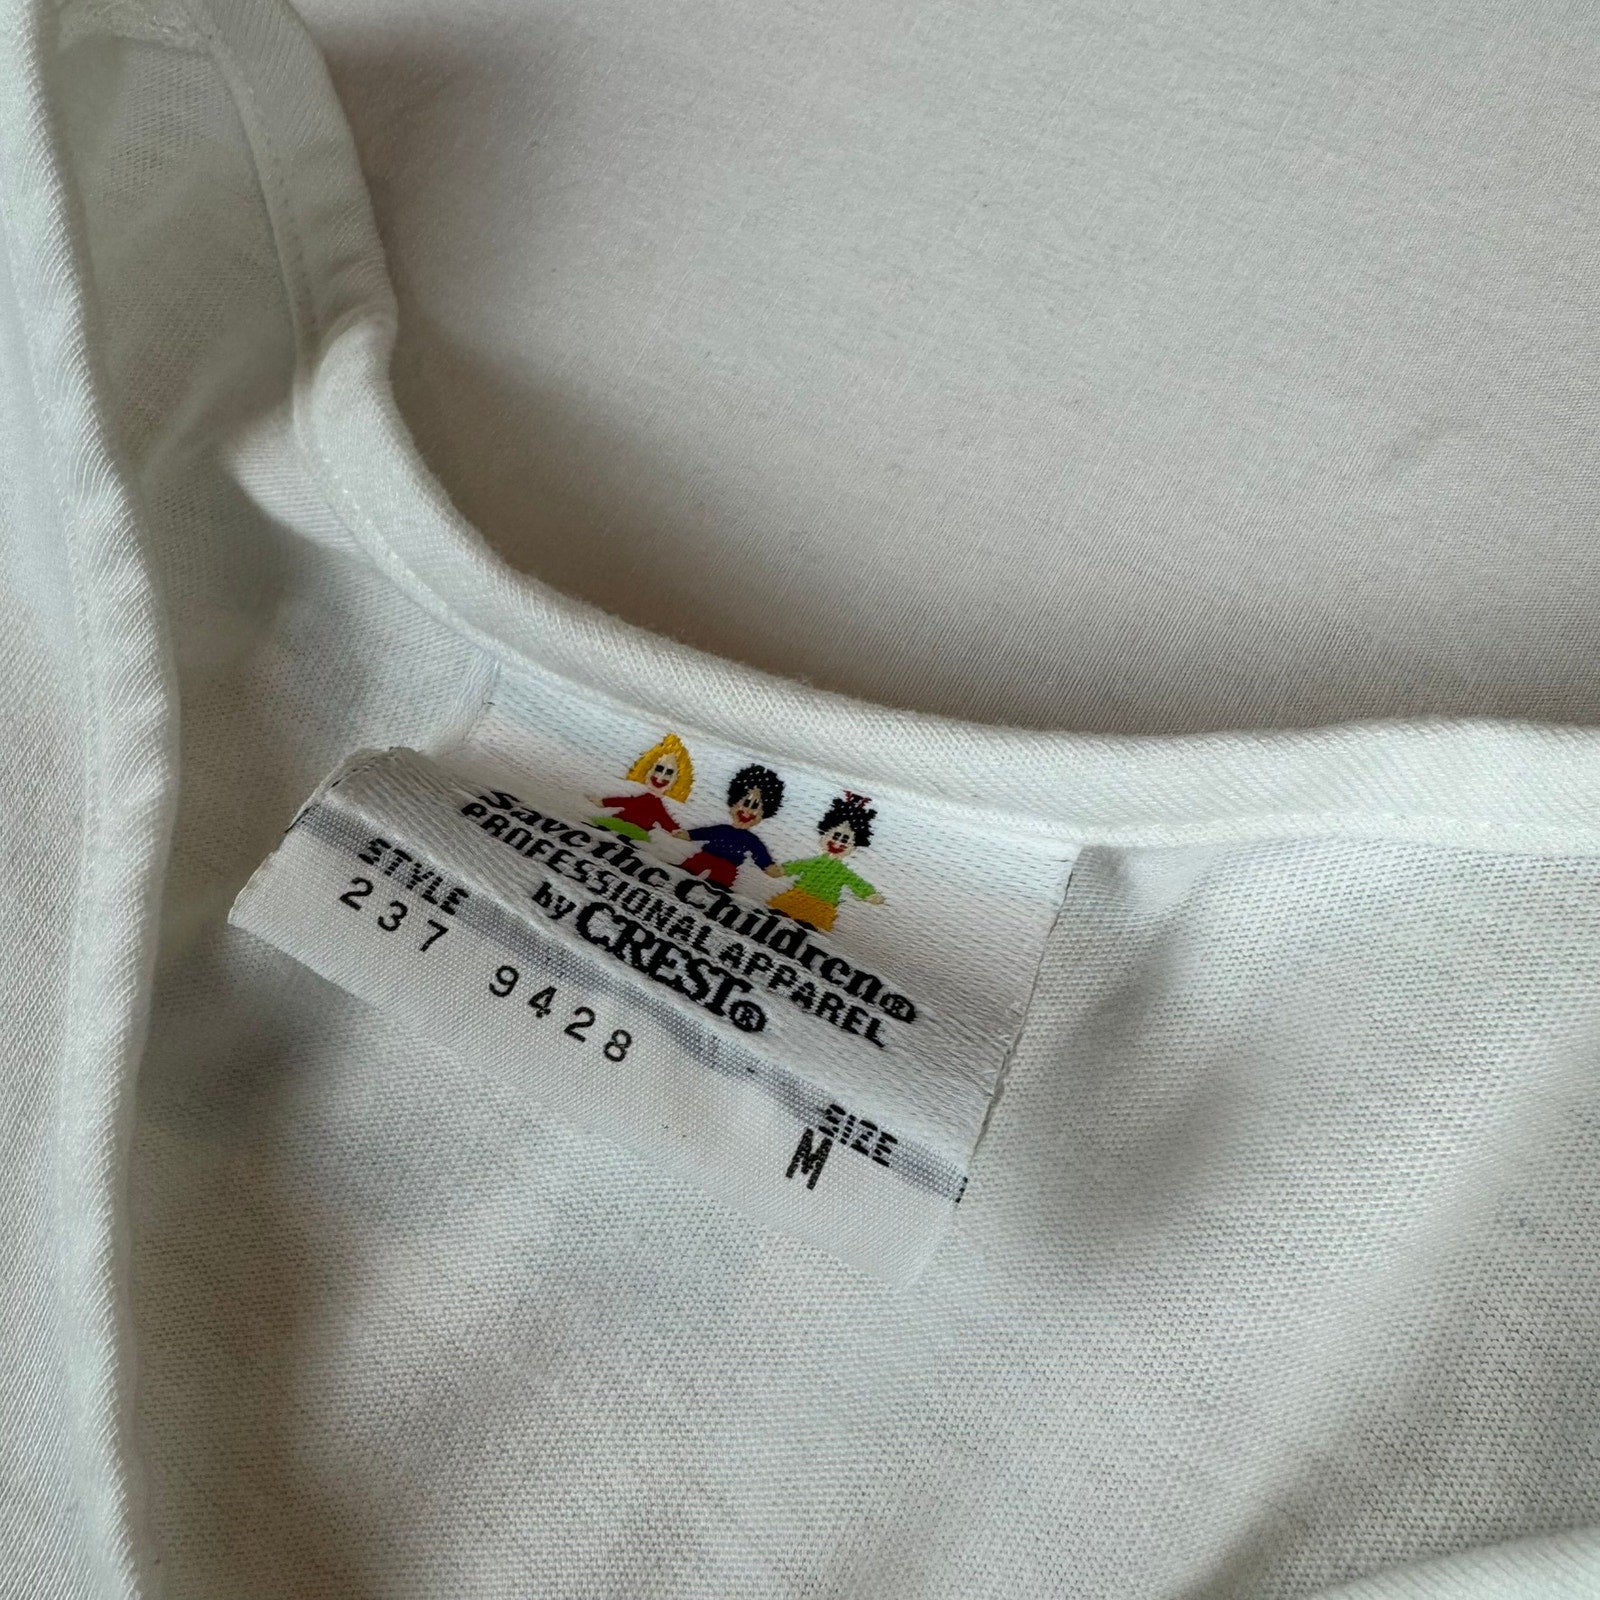 Save the Children®
PROFESSIONAL APPAREL
by CREST®
STYLE SIZE
237 9428 M